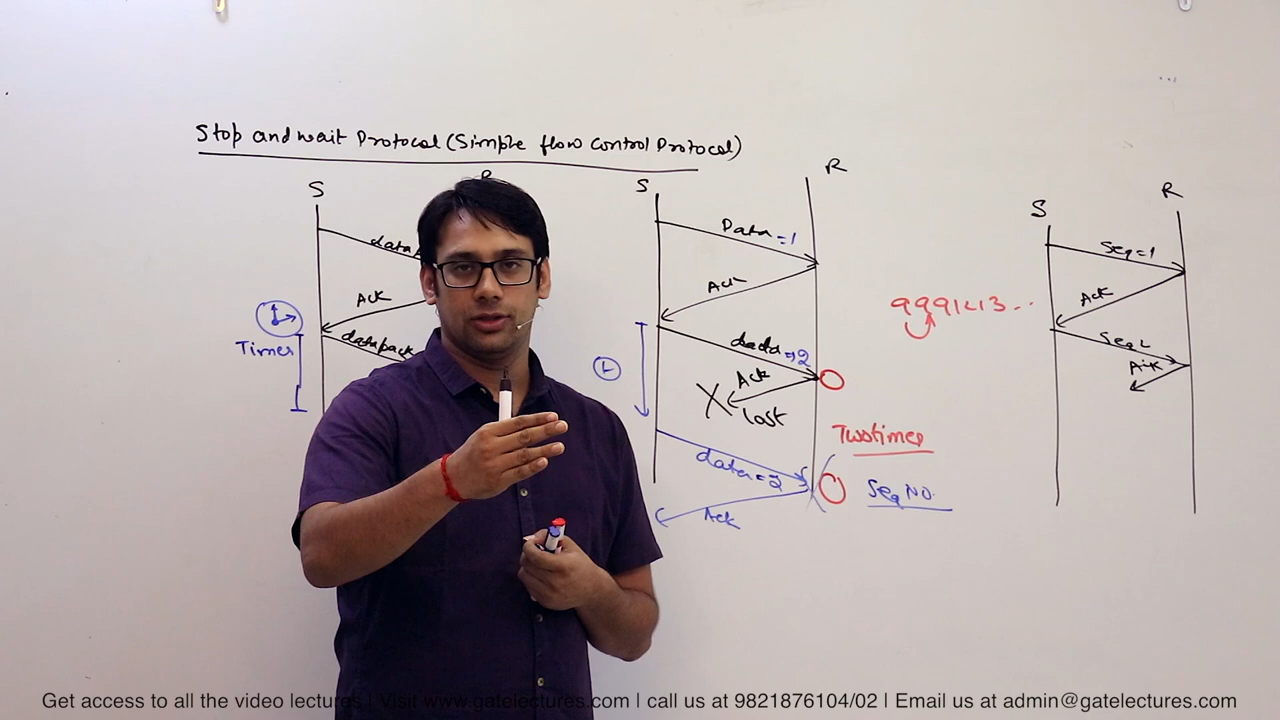 Stop and wait Protocol (Simple flow Control Protocol)
S
R
data
Ack
Timer
datapack
S
R
Data = 1
Ack
data = 2
Ack
lost
data = 2
Ack
Twotimes
Seq No.
S
R
Seq = 1
Ack
Seq 2
Ack
Get access to all the video lectures | Visit www.gatelectures.com | call us at 9821876104/02 | Email us at admin@gatelectures.com